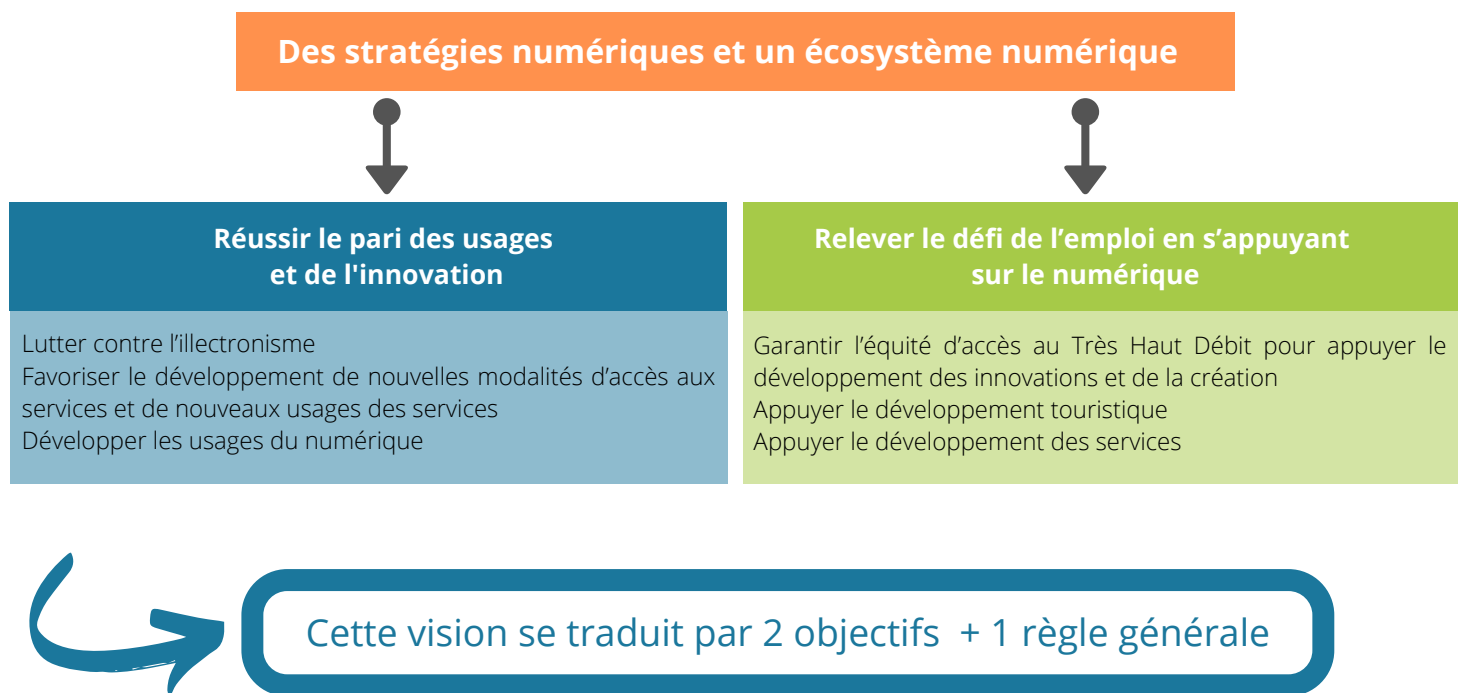 Des stratégies numériques et un écosystème numérique
Réussir le pari des usages
et de l'innovation
Lutter contre l’illectronisme
Favoriser le développement de nouvelles modalités d’accès aux
services et de nouveaux usages des services
Développer les usages du numérique
Relever le défi de l’emploi en s’appuyant
sur le numérique
Garantir l’équité d’accès au Très Haut Débit pour appuyer le
développement des innovations et de la création
Appuyer le développement touristique
Appuyer le développement des services
Cette vision se traduit par 2 objectifs + 1 règle générale